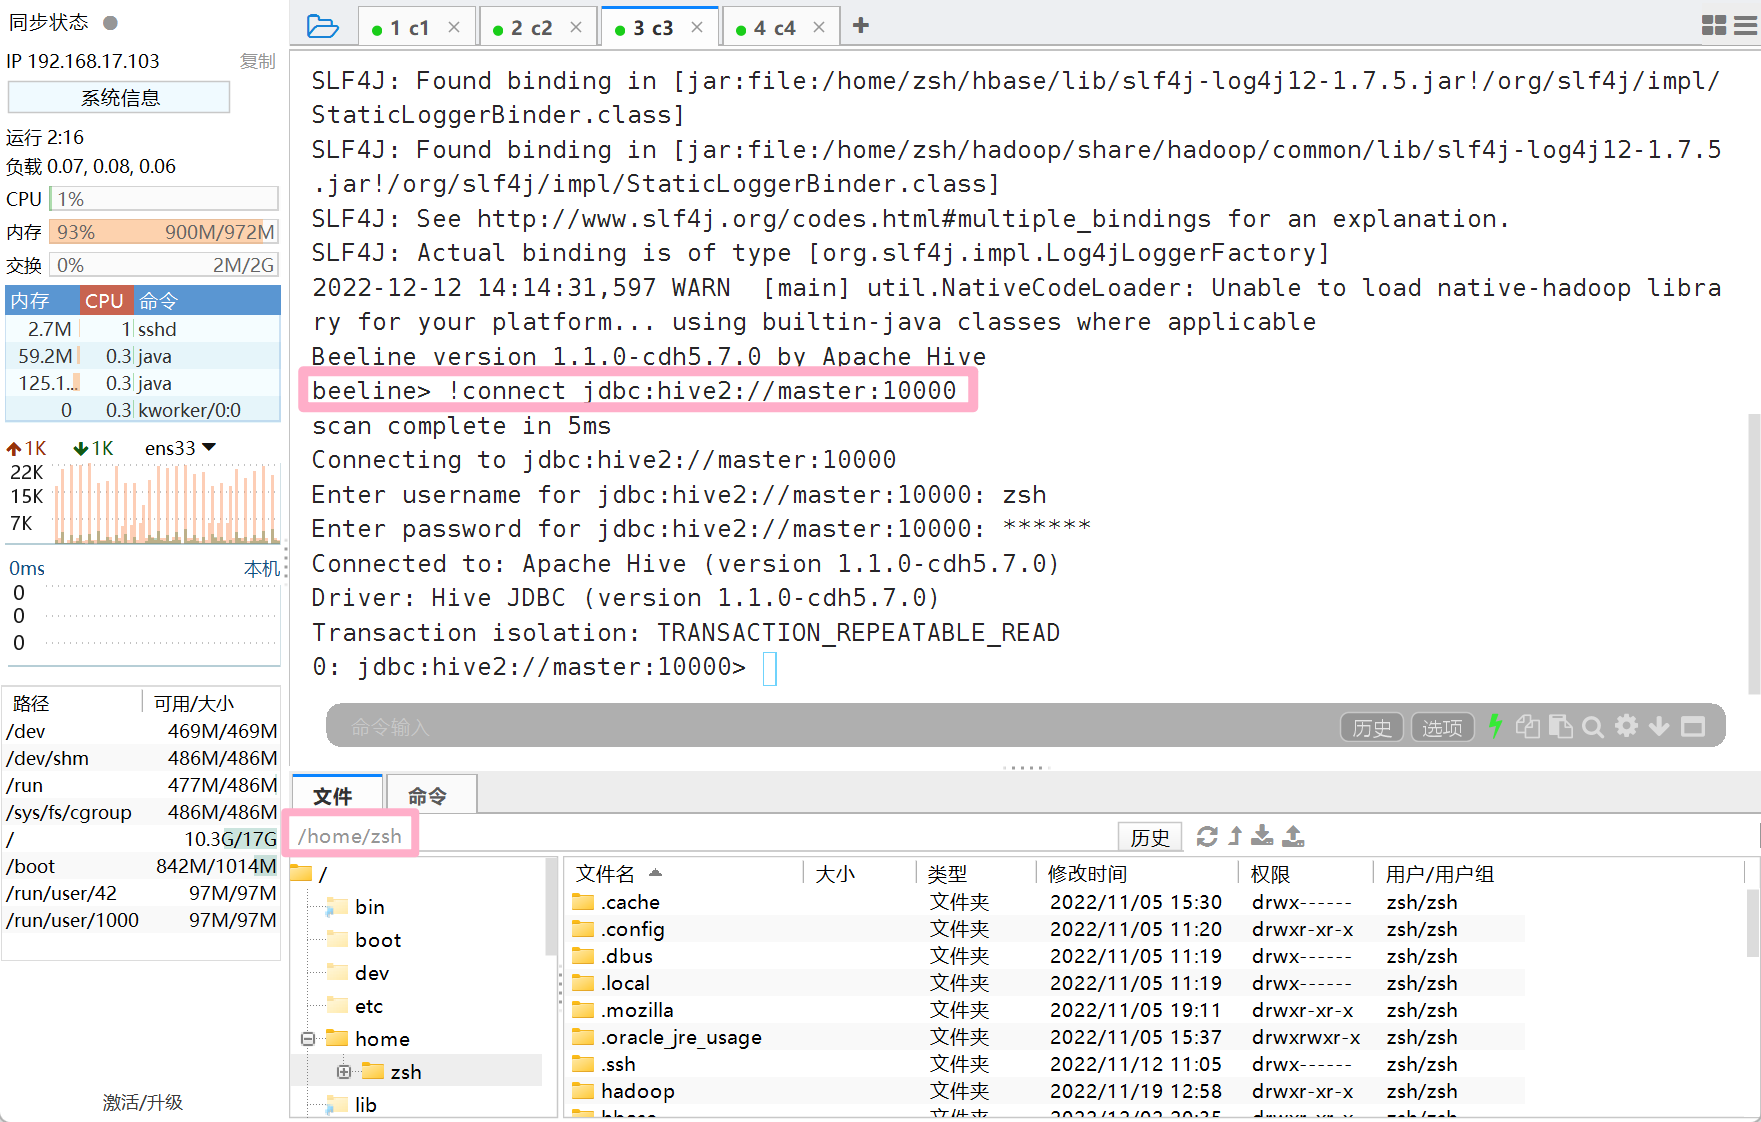 同步状态
IP 192.168.17.103 复制
系统信息
运行 2:16
负载 0.07, 0.08, 0.06
CPU 1%
内存 93% 900M/972M
交换 0% 2M/2G
内存 CPU 命令
2.7M 1 sshd
59.2M 0.3 java
125.1... 0.3 java
0 0.3 kworker/0:0
1K 1K ens33
22K
15K
7K
0ms 本机
0
0
0
路径 可用/大小
/dev 469M/469M
/dev/shm 486M/486M
/run 477M/486M
/sys/fs/cgroup 486M/486M
/ 10.3G/17G
/boot 842M/1014M
/run/user/42 97M/97M
/run/user/1000 97M/97M
激活/升级
1 c1 2 c2 3 c3 4 c4
SLF4J: Found binding in [jar:file:/home/zsh/hbase/lib/slf4j-log4j12-1.7.5.jar!/org/slf4j/impl/
StaticLoggerBinder.class]
SLF4J: Found binding in [jar:file:/home/zsh/hadoop/share/hadoop/common/lib/slf4j-log4j12-1.7.5
.jar!/org/slf4j/impl/StaticLoggerBinder.class]
SLF4J: See http://www.slf4j.org/codes.html#multiple_bindings for an explanation.
SLF4J: Actual binding is of type [org.slf4j.impl.Log4jLoggerFactory]
2022-12-12 14:14:31,597 WARN  [main] util.NativeCodeLoader: Unable to load native-hadoop libra
ry for your platform... using builtin-java classes where applicable
Beeline version 1.1.0-cdh5.7.0 by Apache Hive
beeline> !connect jdbc:hive2://master:10000
scan complete in 5ms
Connecting to jdbc:hive2://master:10000
Enter username for jdbc:hive2://master:10000: zsh
Enter password for jdbc:hive2://master:10000: ******
Connected to: Apache Hive (version 1.1.0-cdh5.7.0)
Driver: Hive JDBC (version 1.1.0-cdh5.7.0)
Transaction isolation: TRANSACTION_REPEATABLE_READ
0: jdbc:hive2://master:10000>
命令输入 历史 选项
文件 命令
/home/zsh 历史
/
bin
boot
dev
etc
home
zsh
lib
文件名 大小 类型 修改时间 权限 用户/用户组
.cache 文件夹 2022/11/05 15:30 drwx------ zsh/zsh
.config 文件夹 2022/11/05 11:20 drwxr-xr-x zsh/zsh
.dbus 文件夹 2022/11/05 11:19 drwx------ zsh/zsh
.local 文件夹 2022/11/05 11:19 drwx------ zsh/zsh
.mozilla 文件夹 2022/11/05 19:11 drwxr-xr-x zsh/zsh
.oracle_jre_usage 文件夹 2022/11/05 15:37 drwxrwxr-x zsh/zsh
.ssh 文件夹 2022/11/12 11:05 drwx------ zsh/zsh
hadoop 文件夹 2022/11/19 12:58 drwxr-xr-x zsh/zsh